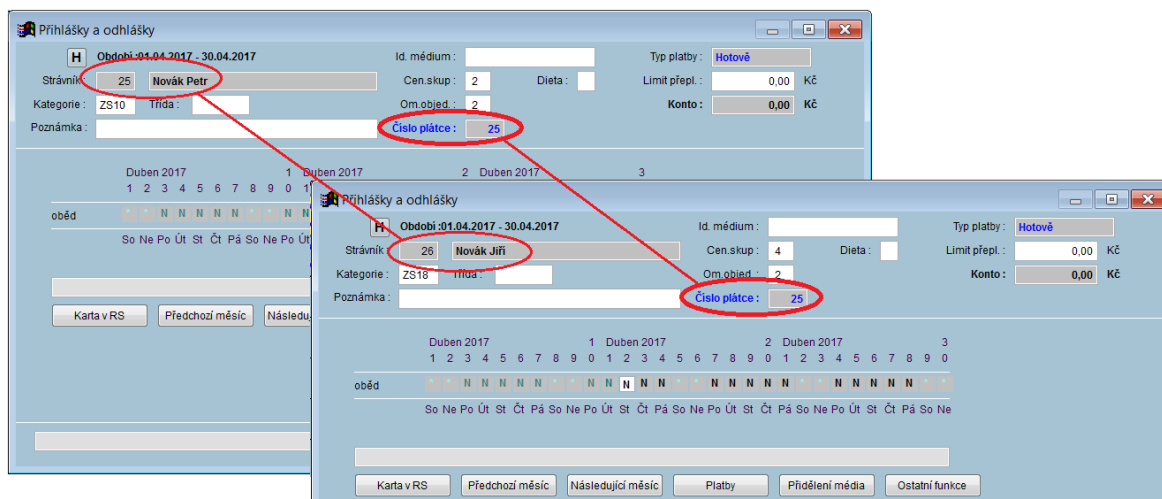 Přihlášky a odhlášky
H Období :01.04.2017 - 30.04.2017 Id. médium : Typ platby : Hotově
Strávník : 25 Novák Petr Cen.skup : 2 Dieta : Limit přepl. : 0,00 Kč
Kategorie : ZS10 Třída : Om.objed. : 2 Konto : 0,00 Kč
Poznámka : Číslo plátce : 25
Duben 2017 1 Duben 2017 2 Duben 2017 3
1 2 3 4 5 6 7 8 9 0 1
oběd * * N N N N N * * N N
So Ne Po Út St Čt Pá So Ne Po Út
Karta v RS Předchozí měsíc Následu
Přihlášky a odhlášky
H Období :01.04.2017 - 30.04.2017 Id. médium : Typ platby : Hotově
Strávník : 26 Novák Jiří Cen.skup : 4 Dieta : Limit přepl. : 0,00 Kč
Kategorie : ZS18 Třída : Om.objed. : 2 Konto : 0,00 Kč
Poznámka : Číslo plátce : 25
Duben 2017 1 Duben 2017 2 Duben 2017 3
1 2 3 4 5 6 7 8 9 0 1 2 3 4 5 6 7 8 9 0 1 2 3 4 5 6 7 8 9 0
oběd * * N N N N N * * N N N N N * * N N N N N * * N N N N N * *
So Ne Po Út St Čt Pá So Ne Po Út St Čt Pá So Ne Po Út St Čt Pá So Ne Po Út St Čt Pá So Ne
Karta v RS Předchozí měsíc Následující měsíc Platby Přidělení média Ostatní funkce